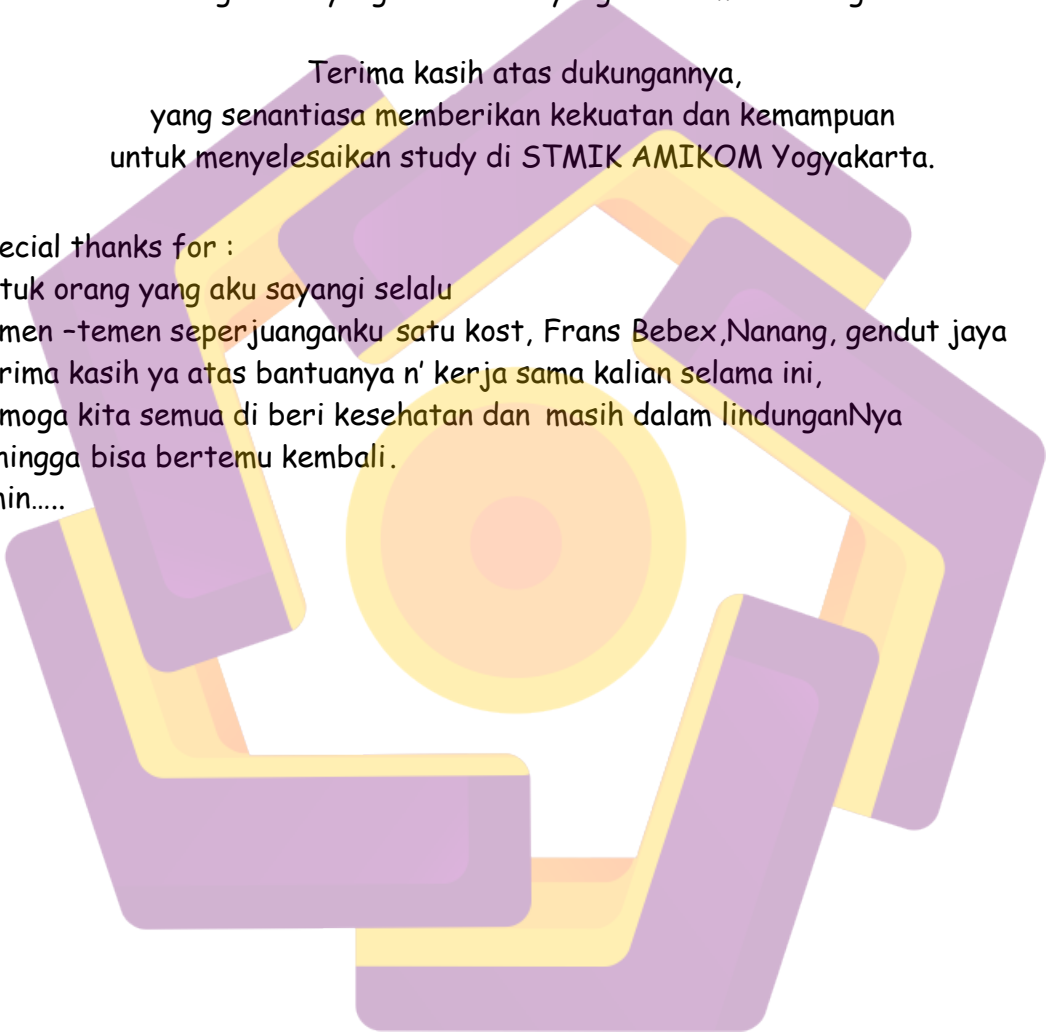 Terima kasih atas dukungannya,
yang senantiasa memberikan kekuatan dan kemampuan
untuk menyelesaikan study di STMIK AMIKOM Yogyakarta.
ecial thanks for :
tuk orang yang aku sayangi selalu
men –temen seperjuanganku satu kost, Frans Bebex,Nanang, gendut jaya
rima kasih ya atas bantuanya n’ kerja sama kalian selama ini,
moga kita semua di beri kesehatan dan masih dalam lindunganNya
hingga bisa bertemu kembali.
min…..